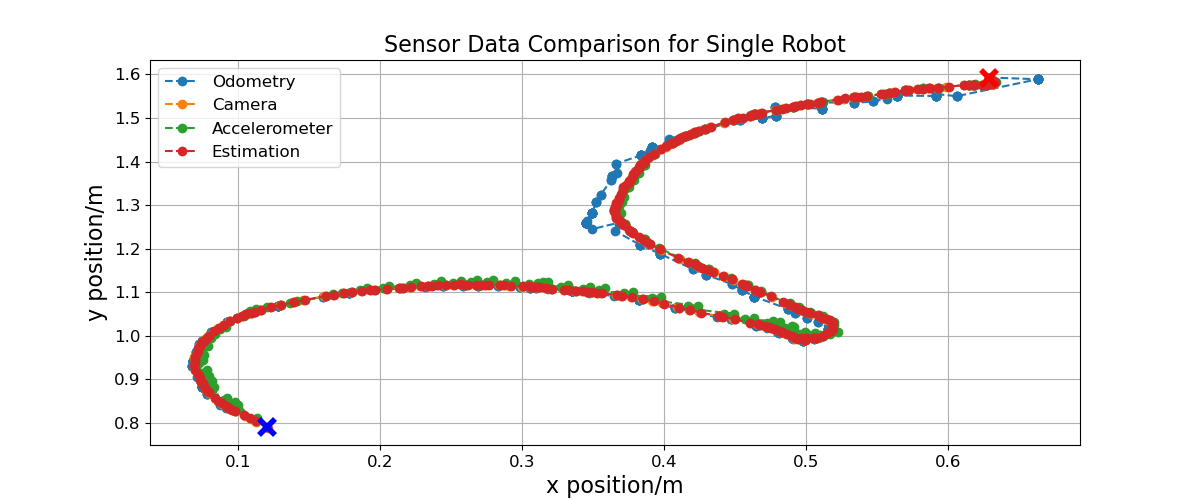 Sensor Data Comparison for Single Robot
Odometry
Camera
Accelerometer
Estimation
y position/m
1.6
1.5
1.4
1.3
1.2
1.1
1.0
0.9
0.8
0.1 0.2 0.3 0.4 0.5 0.6
x position/m